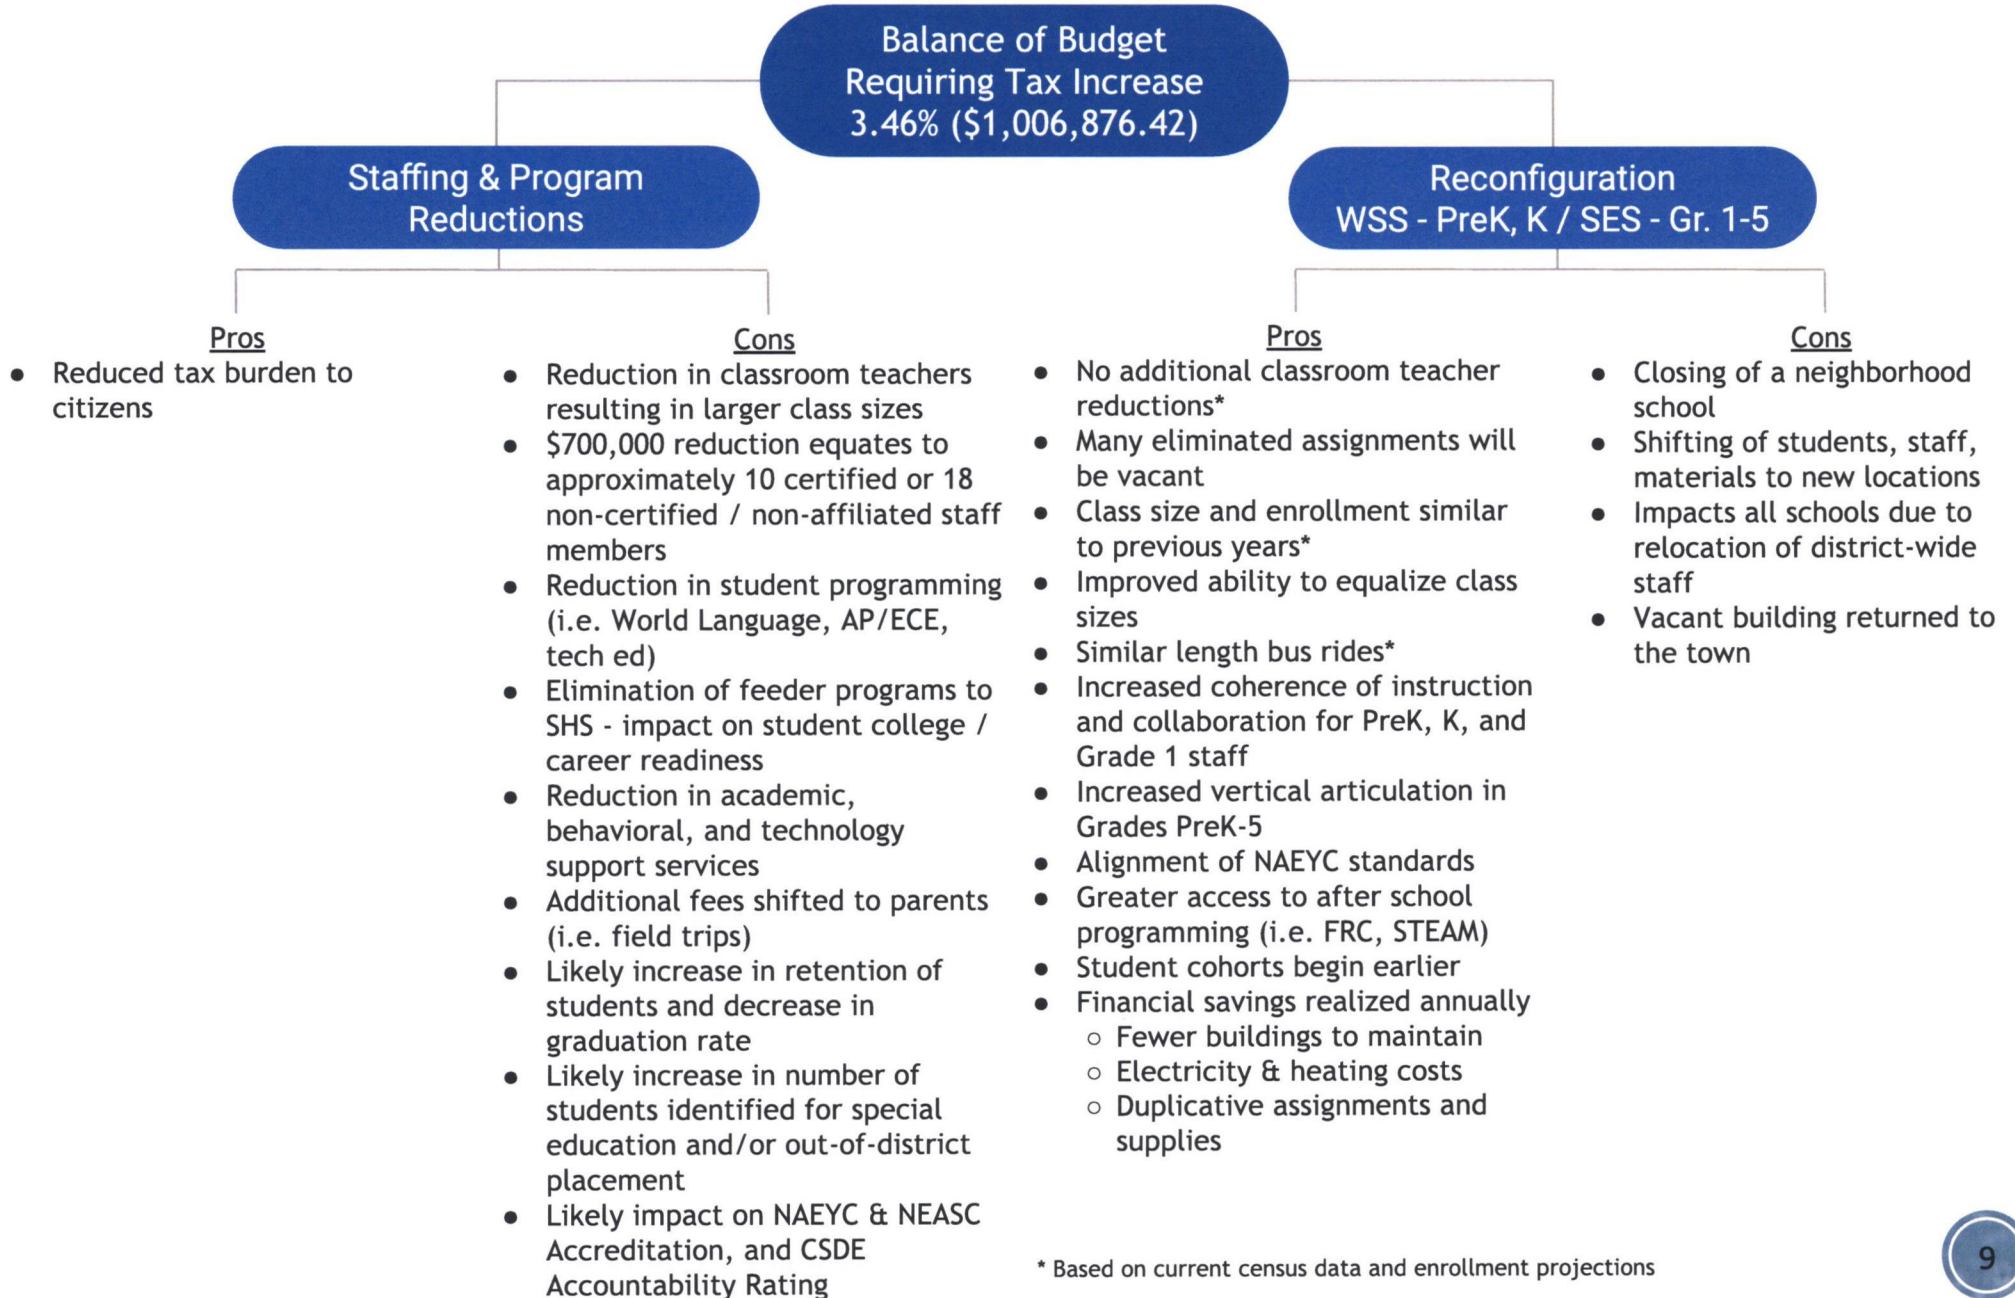 Balance of Budget
Requiring Tax Increase
3.46% ($1,006,876.42)
Staffing & Program
Reductions
Reconfiguration
WSS - PreK, K / SES - Gr. 1-5
Pros
● Reduced tax burden to
citizens
Cons
● Reduction in classroom teachers
resulting in larger class sizes
● $700,000 reduction equates to
approximately 10 certified or 18
non-certified / non-affiliated staff
members
● Reduction in student programming
(i.e. World Language, AP/ECE,
tech ed)
● Elimination of feeder programs to
SHS - impact on student college /
career readiness
● Reduction in academic,
behavioral, and technology
support services
● Additional fees shifted to parents
(i.e. field trips)
● Likely increase in retention of
students and decrease in
graduation rate
● Likely increase in number of
students identified for special
education and/or out-of-district
placement
● Likely impact on NAEYC & NEASC
Accreditation, and CSDE
Accountability Rating
Pros
● No additional classroom teacher
reductions*
● Many eliminated assignments will
be vacant
● Class size and enrollment similar
to previous years*
● Improved ability to equalize class
sizes
● Similar length bus rides*
● Increased coherence of instruction
and collaboration for PreK, K, and
Grade 1 staff
● Increased vertical articulation in
Grades PreK-5
● Alignment of NAEYC standards
● Greater access to after school
programming (i.e. FRC, STEAM)
● Student cohorts begin earlier
● Financial savings realized annually
○ Fewer buildings to maintain
○ Electricity & heating costs
○ Duplicative assignments and
supplies
Cons
● Closing of a neighborhood
school
● Shifting of students, staff,
materials to new locations
● Impacts all schools due to
relocation of district-wide
staff
● Vacant building returned to
the town
* Based on current census data and enrollment projections
9